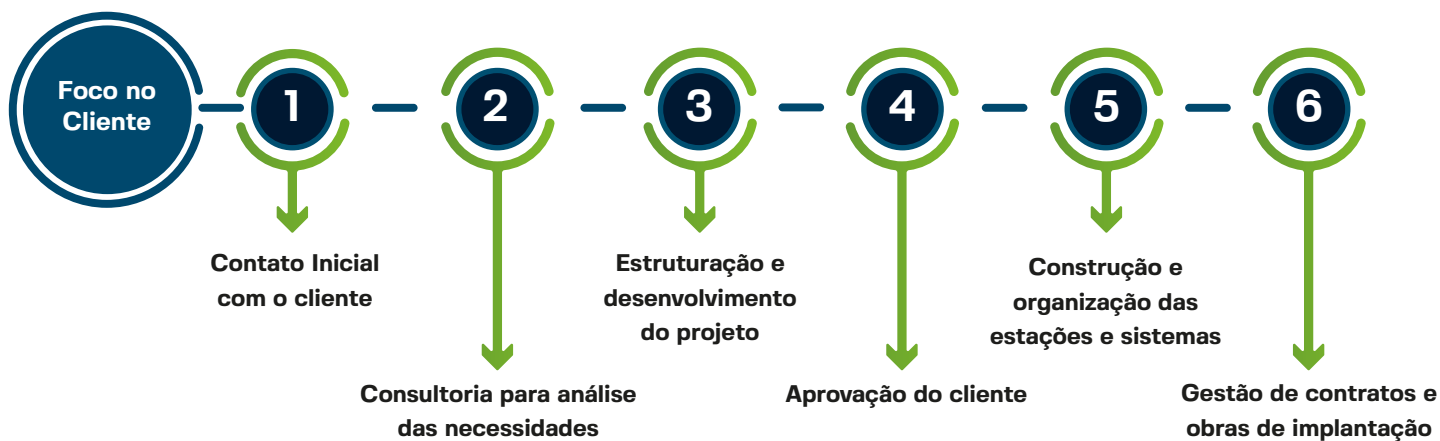 Foco no
Cliente
1
Contato Inicial
com o cliente
2
Consultoria para análise
das necessidades
3
Estruturação e
desenvolvimento
do projeto
4
Aprovação do cliente
5
Construção e
organização das
estações e sistemas
6
Gestão de contratos e
obras de implantação